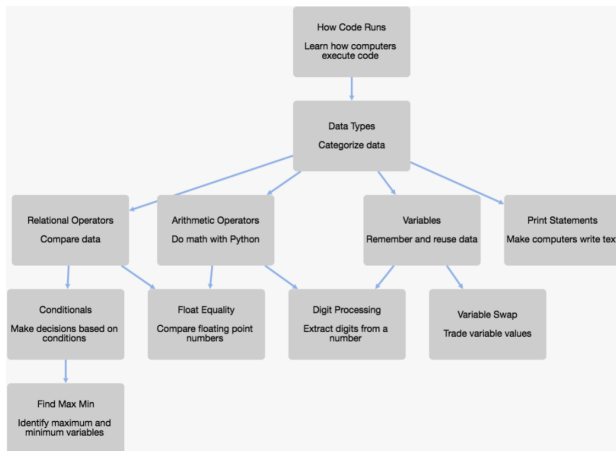 How Code Runs
Learn how computers
execute code
Data Types
Categorize data
Relational Operators
Compare data
Arithmetic Operators
Do math with Python
Variables
Remember and reuse data
Print Statements
Make computers write text
Conditionals
Make decisions based on
conditions
Float Equality
Compare floating point
numbers
Digit Processing
Extract digits from a
number
Variable Swap
Trade variable values
Find Max Min
Identify maximum and
minimum variables